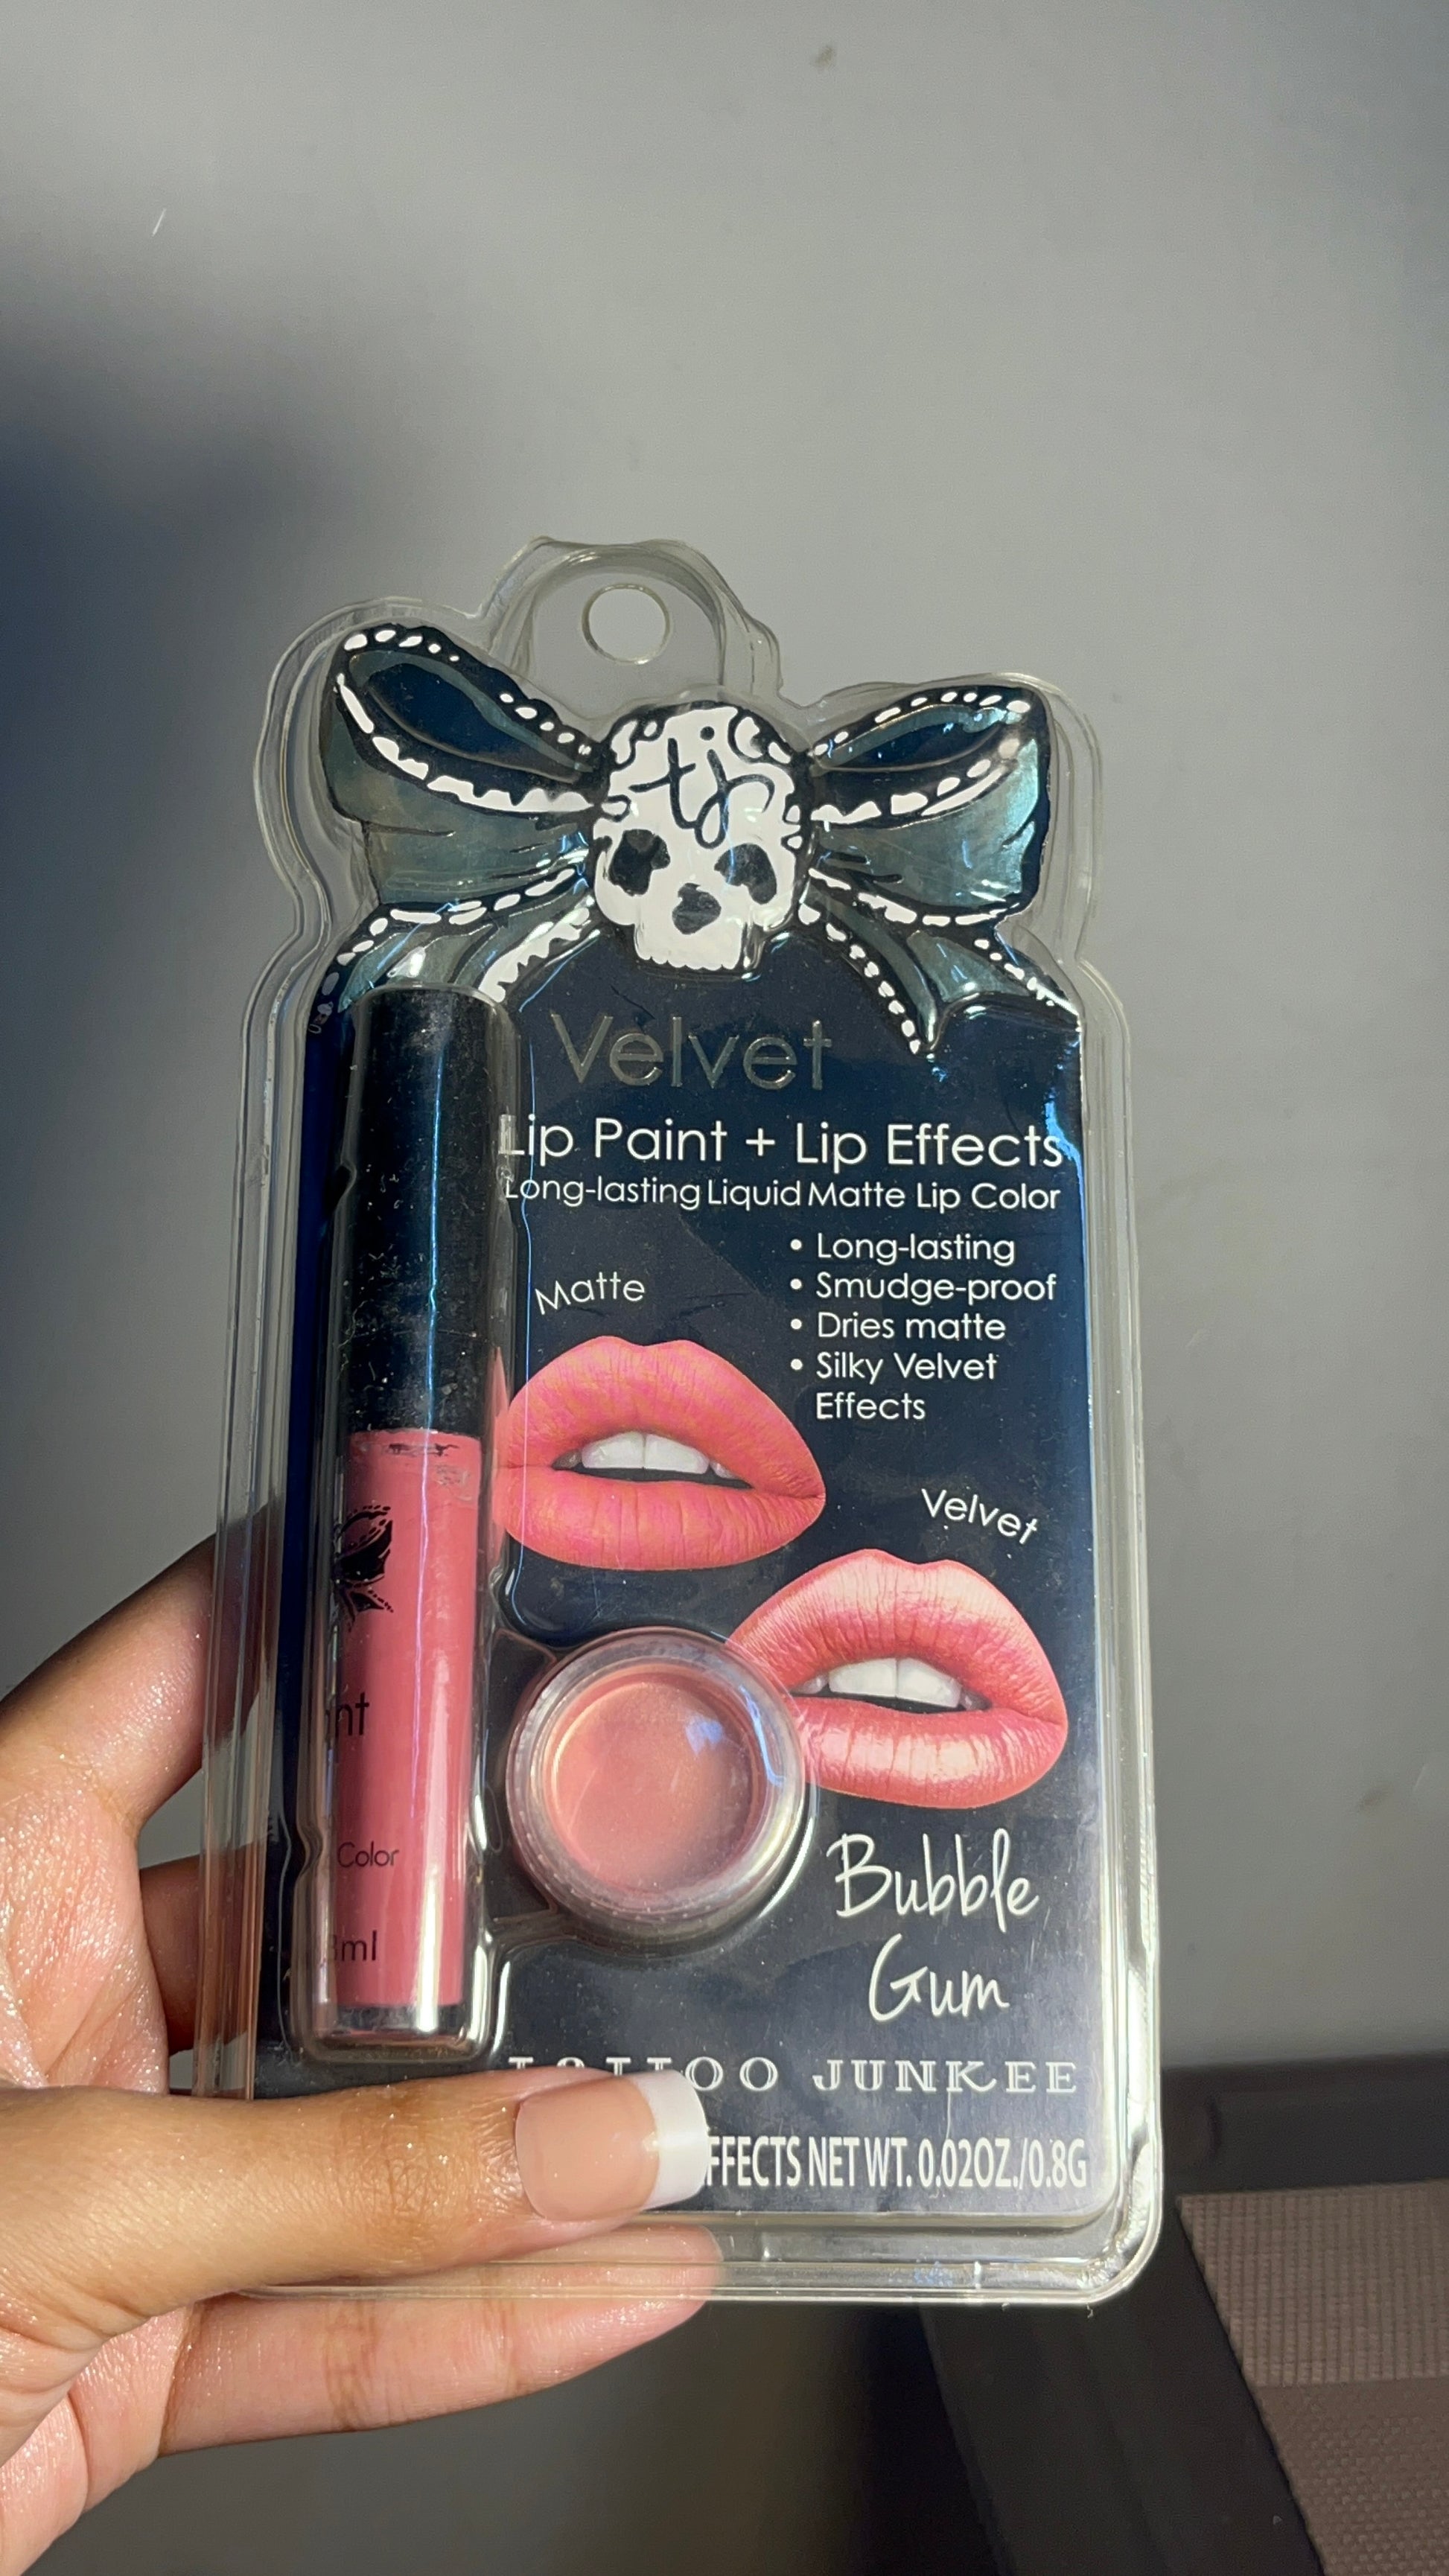 tj
Velvet
Lip Paint + Lip Effects
Long-lasting Liquid Matte Lip Color
• Long-lasting
• Smudge-proof
• Dries matte
• Silky Velvet
Effects
Matte
Velvet
Color
Bubble
Gum
TATTOO JUNKEE
NET WT. 0.02OZ./0.8G